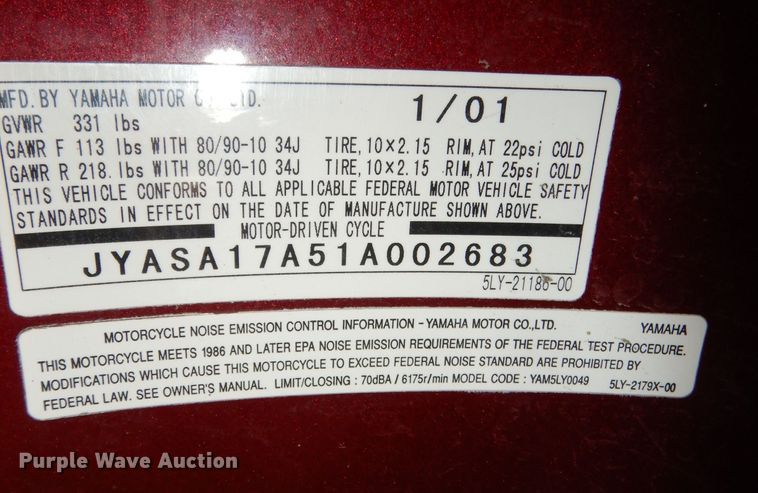 MFD. BY YAMAHA MOTOR CO., LTD. 1/01
GVWR 331 lbs
GAWR F 113 lbs WITH 80/90-10 34J TIRE, 10×2.15 RIM, AT 22psi COLD
GAWR R 218 lbs WITH 80/90-10 34J TIRE, 10×2.15 RIM, AT 25psi COLD
THIS VEHICLE CONFORMS TO ALL APPLICABLE FEDERAL MOTOR VEHICLE SAFETY
STANDARDS IN EFFECT ON THE DATE OF MANUFACTURE SHOWN ABOVE.
MOTOR-DRIVEN CYCLE
JYASA17A51A002683
5LY-21186-00
MOTORCYCLE NOISE EMISSION CONTROL INFORMATION - YAMAHA MOTOR CO.,LTD. YAMAHA
THIS MOTORCYCLE MEETS 1986 AND LATER EPA NOISE EMISSION REQUIREMENTS OF THE FEDERAL TEST PROCEDURE.
MODIFICATIONS WHICH CAUSE THIS MOTORCYCLE TO EXCEED FEDERAL NOISE STANDARD ARE PROHIBITED BY
FEDERAL LAW. SEE OWNER'S MANUAL. LIMIT/CLOSING : 70dBA / 6175r/min MODEL CODE : YAM5LY0049 5LY-2179X-00
Purple Wave Auction